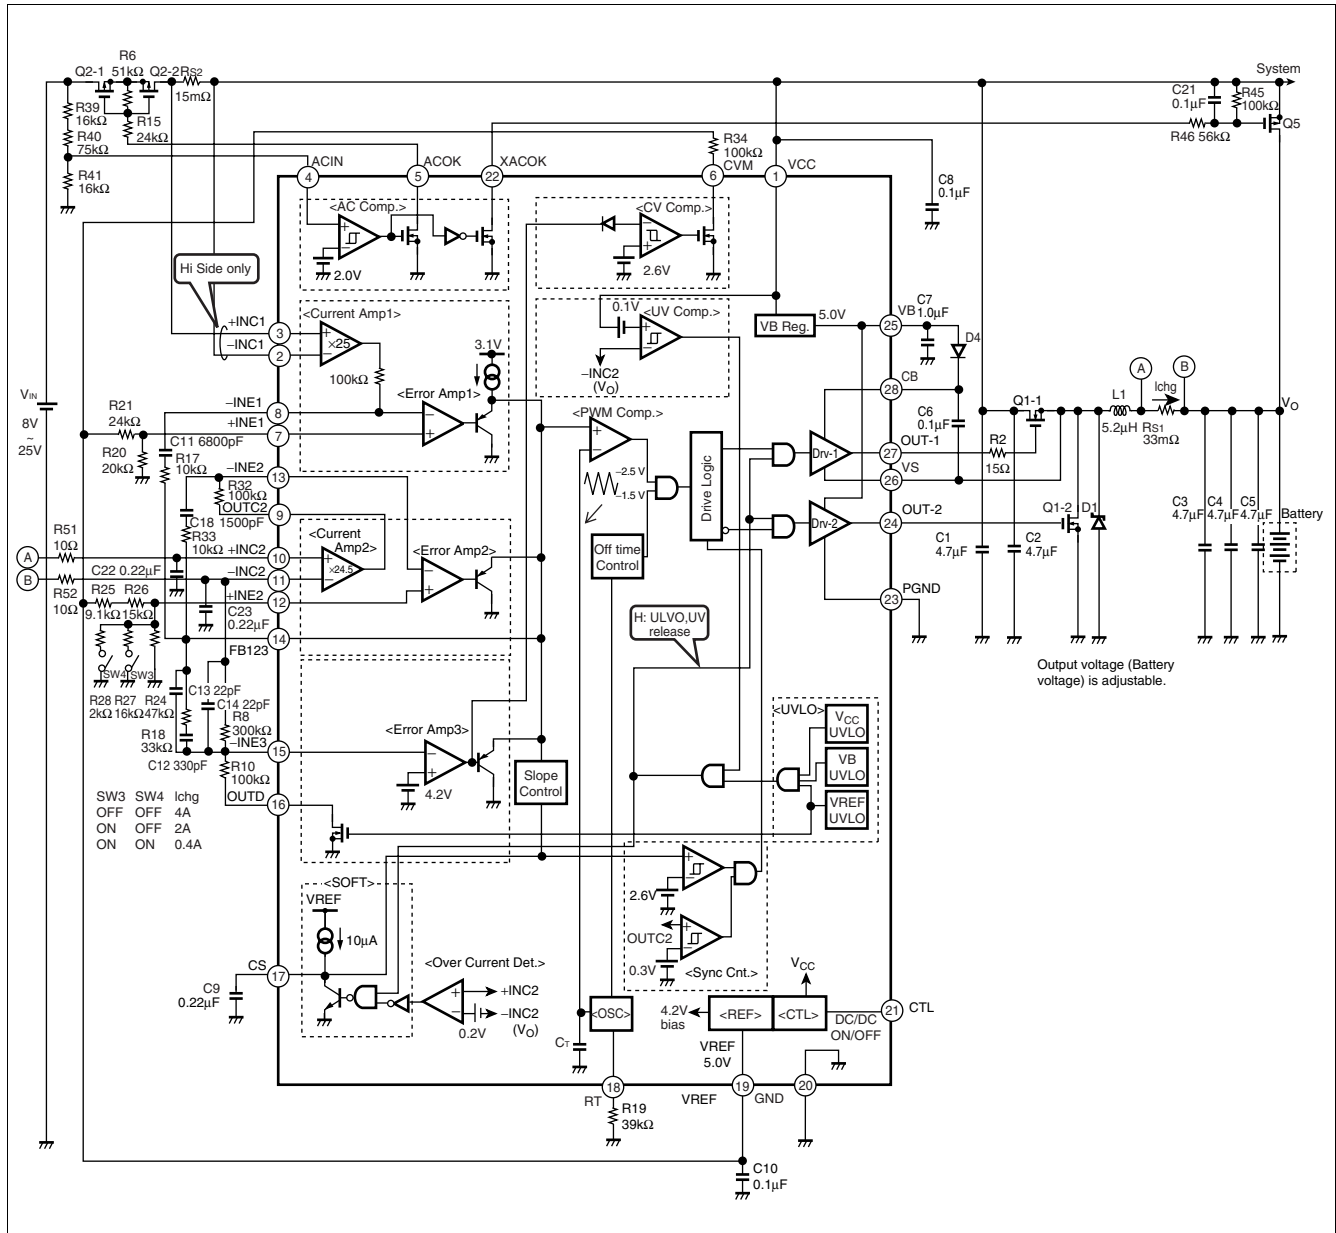 R6
Q2-1 51kΩ Q2-2 RS2
15mΩ
System
R39
16kΩ
R40
75kΩ
R41
16kΩ
R15
24kΩ
C21
0.1µF
R45
100kΩ
R46 56kΩ
Q5
R34
100kΩ
ACIN
4
ACOK
5
XACOK
22
CVM
6
VCC
1
C8
0.1µF
<AC Comp.>
+
−
2.0V
<CV Comp.>
−
+
2.6V
Hi Side only
+INC1
3
−INC1
2
<Current Amp1>
+
−
×25
100kΩ
3.1V
<Error Amp1>
−
+
0.1V
<UV Comp.>
+
−
−INC2
(VO)
VB Reg.
5.0V
VB
25
C7
1.0µF
D4
CB
28
C6
0.1µF
VIN
8V
~
25V
R21
24kΩ
−INE1
8
+INE1
7
R20
20kΩ
C11 6800pF
R17
10kΩ
−INE2
13
R32
100kΩ
OUTC2
9
C18 1500pF
R33
10kΩ
<PWM Comp.>
+
−
−2.5 V
−1.5 V
Drive Logic
Drv-1
Drv-2
OUT-1
27
VS
26
OUT-2
24
R2
15Ω
Q1-1
L1
5.2µH
A
Ichg
B
RS1
33mΩ
VO
Q1-2
D1
C1
4.7µF
C2
4.7µF
C3
4.7µF
C4
4.7µF
C5
4.7µF
Battery
Off time
Control
PGND
23
R51
10Ω
A
B
R52
10Ω
+INC2
10
−INC2
11
+INE2
12
C22 0.22µF
C23
0.22µF
R25
9.1kΩ
R26
15kΩ
<Current
Amp2>
+
−
×24.5
<Error Amp2>
−
+
14
FB123
SW4
SW3
R28
2kΩ
R27
16kΩ
R24
47kΩ
C13 22pF
C14 22pF
R8
300kΩ
R18
33kΩ
C12 330pF
−INE3
15
R10
100kΩ
OUTD
16
H: ULVO,UV
release
Output voltage (Battery
voltage) is adjustable.
<Error Amp3>
−
+
4.2V
Slope
Control
<UVLO>
VCC
UVLO
VB
UVLO
VREF
UVLO
SW3 SW4 Ichg
OFF OFF 4A
ON OFF 2A
ON ON 0.4A
<SOFT>
VREF
10µA
CS
17
C9
0.22µF
<Over Current Det.>
+
−
+INC2
−INC2
(VO)
0.2V
+
−
2.6V
+
−
OUTC2
0.3V
<Sync Cnt.>
CT
<OSC>
VCC
4.2V
bias
<REF>
<CTL>
DC/DC
ON/OFF
21
CTL
VREF
5.0V
18
RT
19
VREF
GND
20
R19
39kΩ
C10
0.1µF